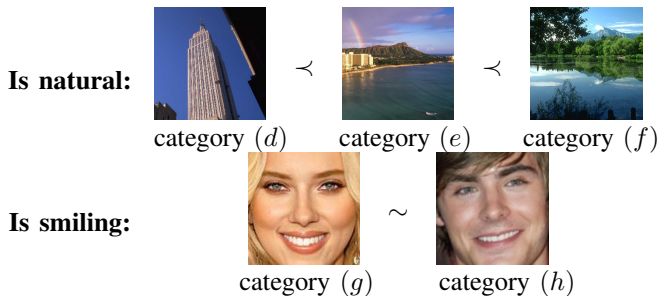 Is natural: ≺ ≺
category (d) category (e) category (f)
Is smiling: ∼
category (g) category (h)